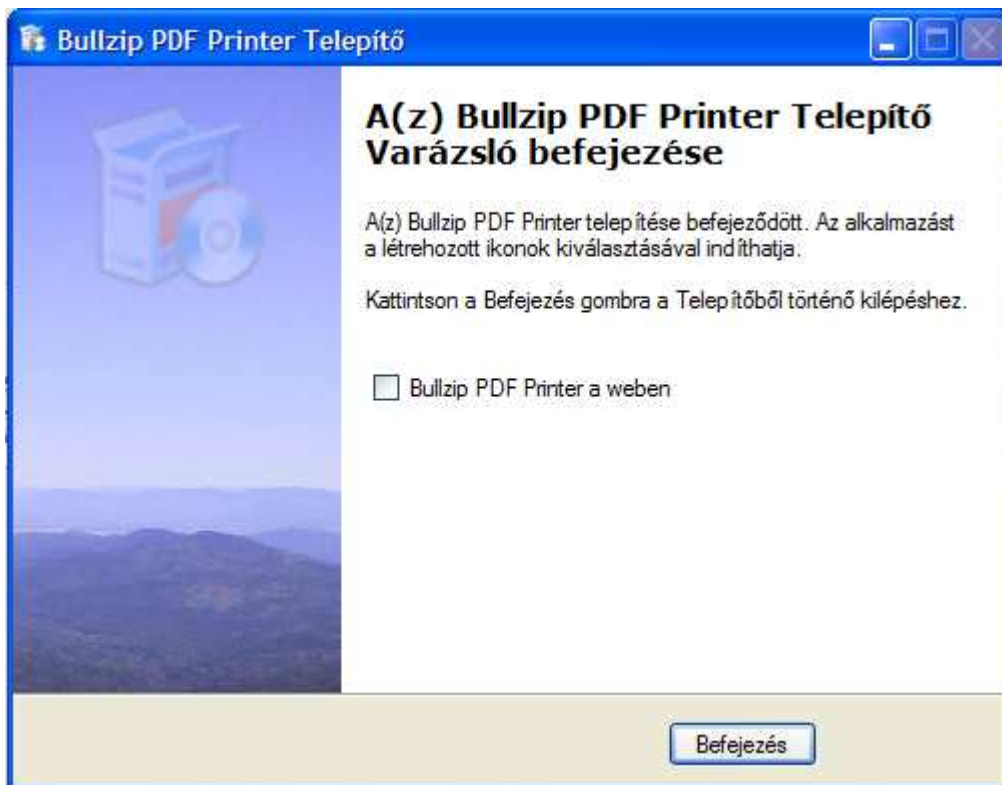 Bullzip PDF Printer Telepítő
A(z) Bullzip PDF Printer Telepítő
Varázsló befejezése
A(z) Bullzip PDF Printer telepítése befejeződött. Az alkalmazást
a létrehozott ikonok kiválasztásával indíthatja.
Kattintson a Befejezés gombra a Telepítőből történő kilépéshez.
Bullzip PDF Printer a weben
Befejezés